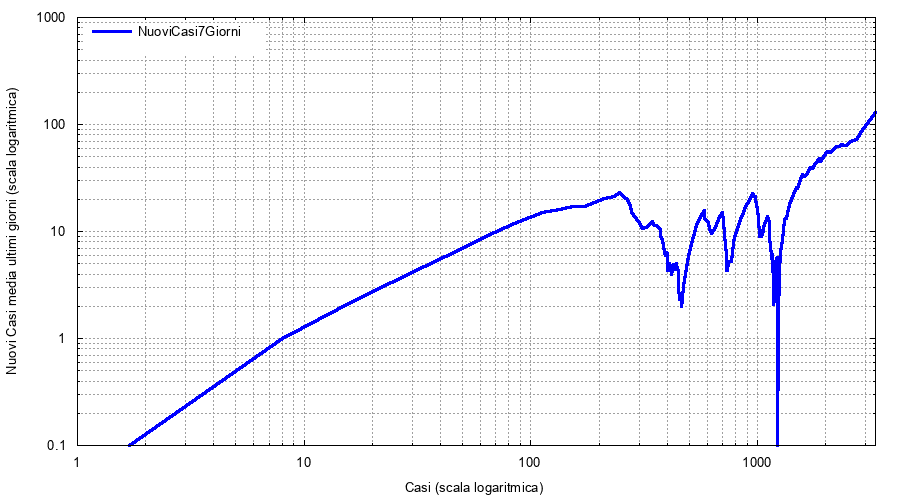 NuoviCasi7Giorni
1000
100
10
1
0.1
1 10 100 1000
Nuovi Casi media ultimi giorni (scala logaritmica)
Casi (scala logaritmica)